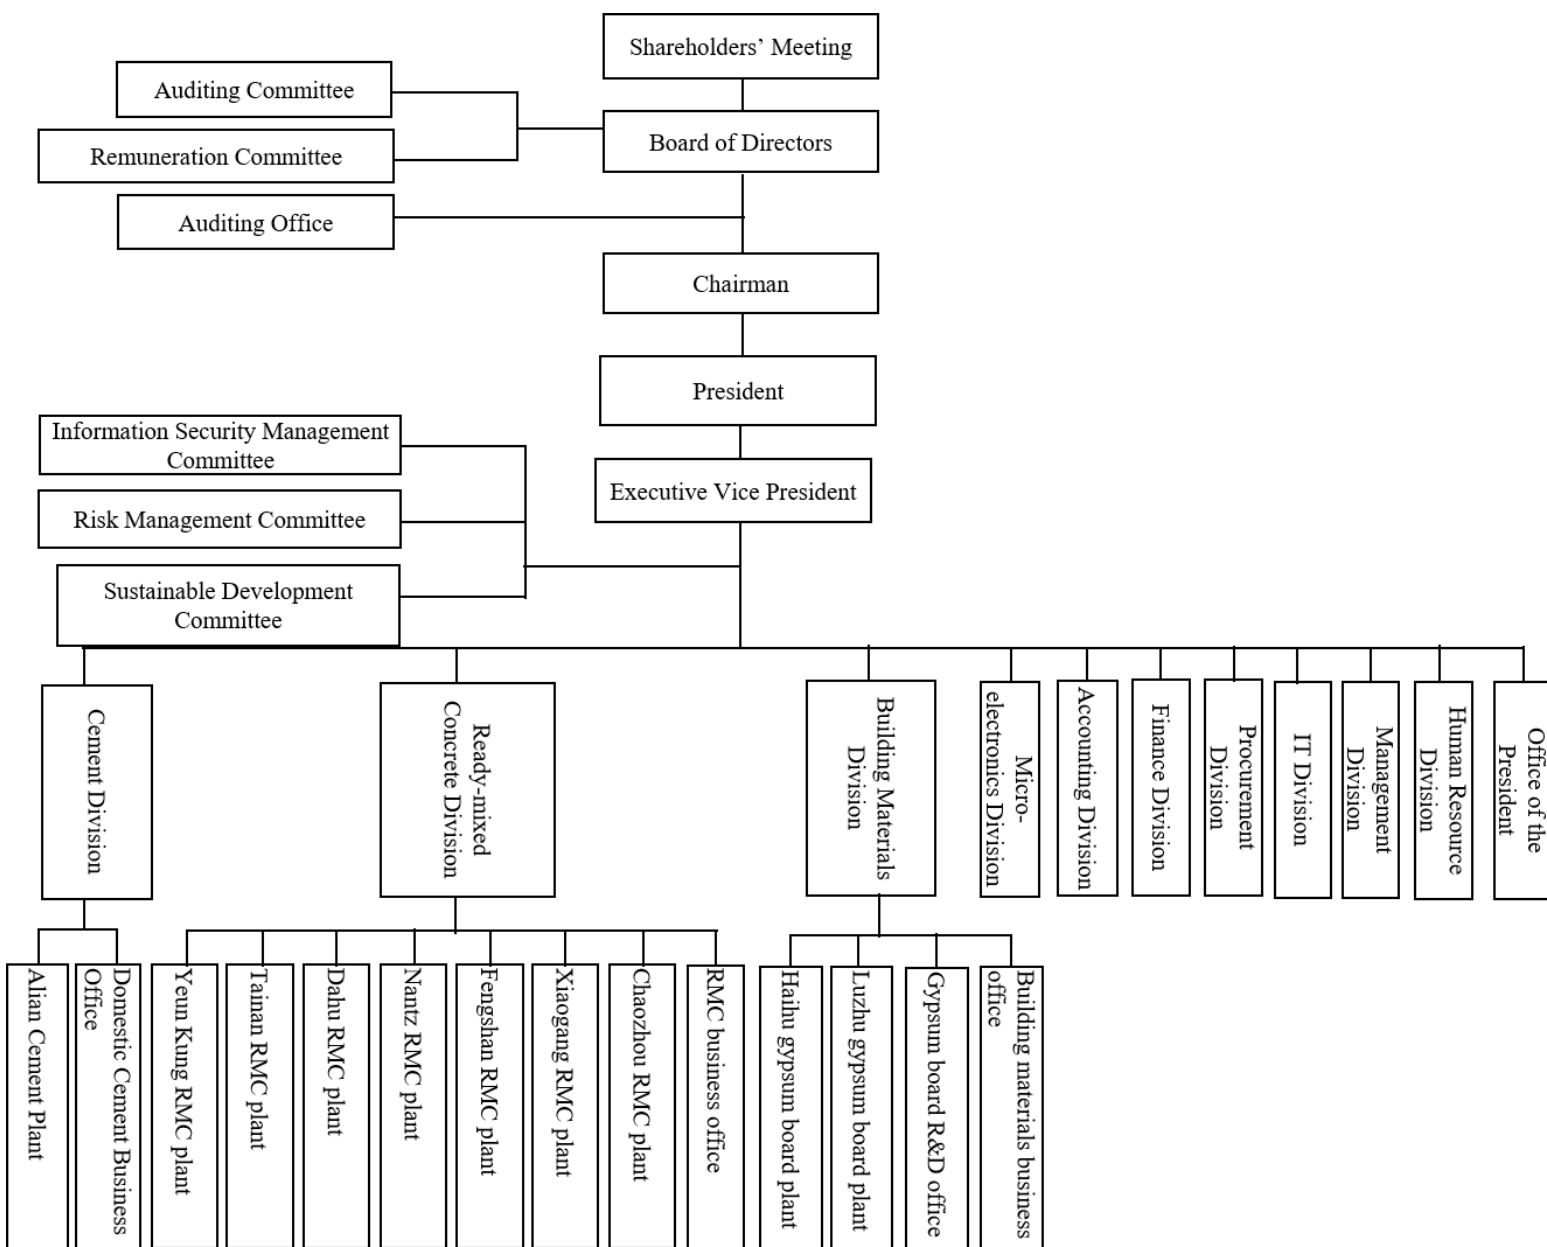 Shareholders’ Meeting
Auditing Committee
Board of Directors
Remuneration Committee
Auditing Office
Chairman
President
Information Security Management
Committee
Executive Vice President
Risk Management Committee
Sustainable Development
Committee
Cement Division
Ready-mixed
Concrete Division
Building Materials
Division
Micro-
electronics Division
Accounting Division
Finance Division
Procurement
Division
IT Division
Management
Division
Human Resource
Division
Office of the
President
Alian Cement Plant
Domestic Cement Business
Office
Yeun Kung RMC plant
Tainan RMC plant
Dahu RMC plant
Nantz RMC plant
Fengshan RMC plant
Xiaogang RMC plant
Chaozhou RMC plant
RMC business office
Haihu gypsum board plant
Luzhu gypsum board plant
Gypsum board R&D office
Building materials business
office